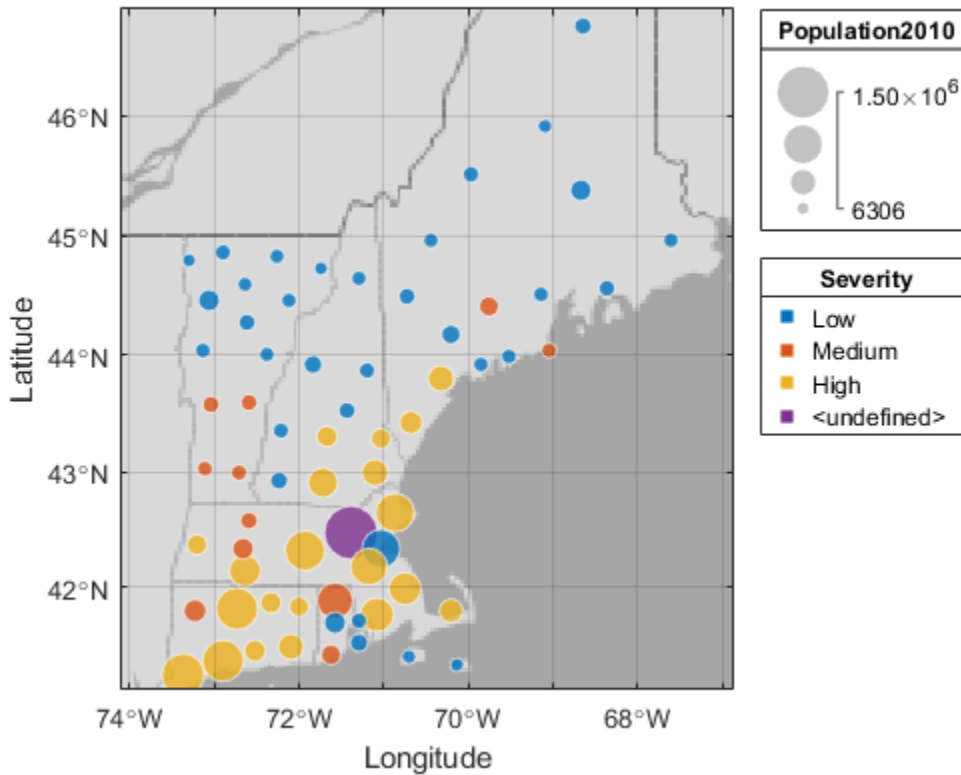 46°N
45°N
44°N
43°N
42°N
Latitude
74°W
72°W
70°W
68°W
Longitude
Population2010
1.50×10⁶
6306
Severity
Low
Medium
High
<undefined>